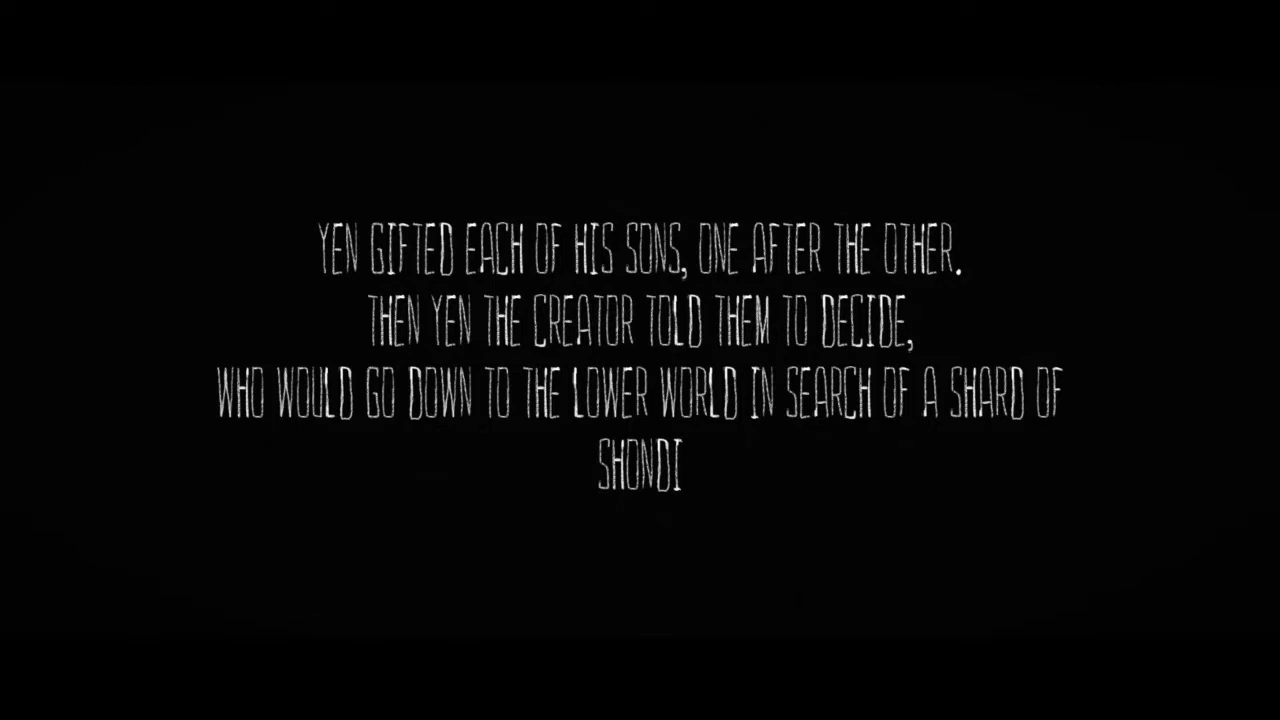 YEN GIFTED EACH OF HIS SONS, ONE AFTER THE OTHER.
THEN YEN THE CREATOR TOLD THEM TO DECIDE,
WHO WOULD GO DOWN TO THE LOWER WORLD IN SEARCH OF A SHARD OF
SHONDI